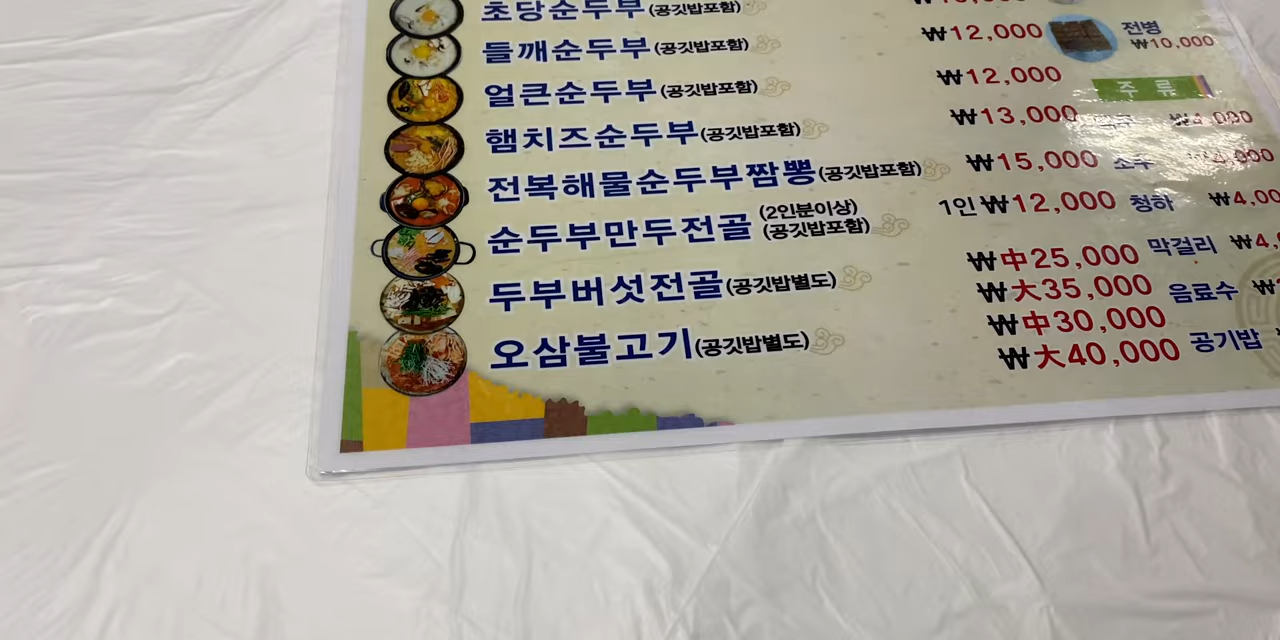 초당순두부(공깃밥포함)
들깨순두부(공깃밥포함) ₩12,000
전병
₩10,000
얼큰순두부(공깃밥포함) ₩12,000
주류
햄치즈순두부(공깃밥포함) ₩13,000
₩4,000
전복해물순두부짬뽕(공깃밥포함) ₩15,000
소주 ₩4,000
순두부만두전골 (2인분이상) (공깃밥포함) 1인 ₩12,000
청하
두부버섯전골(공깃밥별도) ₩中25,000
₩大35,000
막걸리
음료수
오삼불고기(공깃밥별도) ₩中30,000
₩大40,000
공기밥